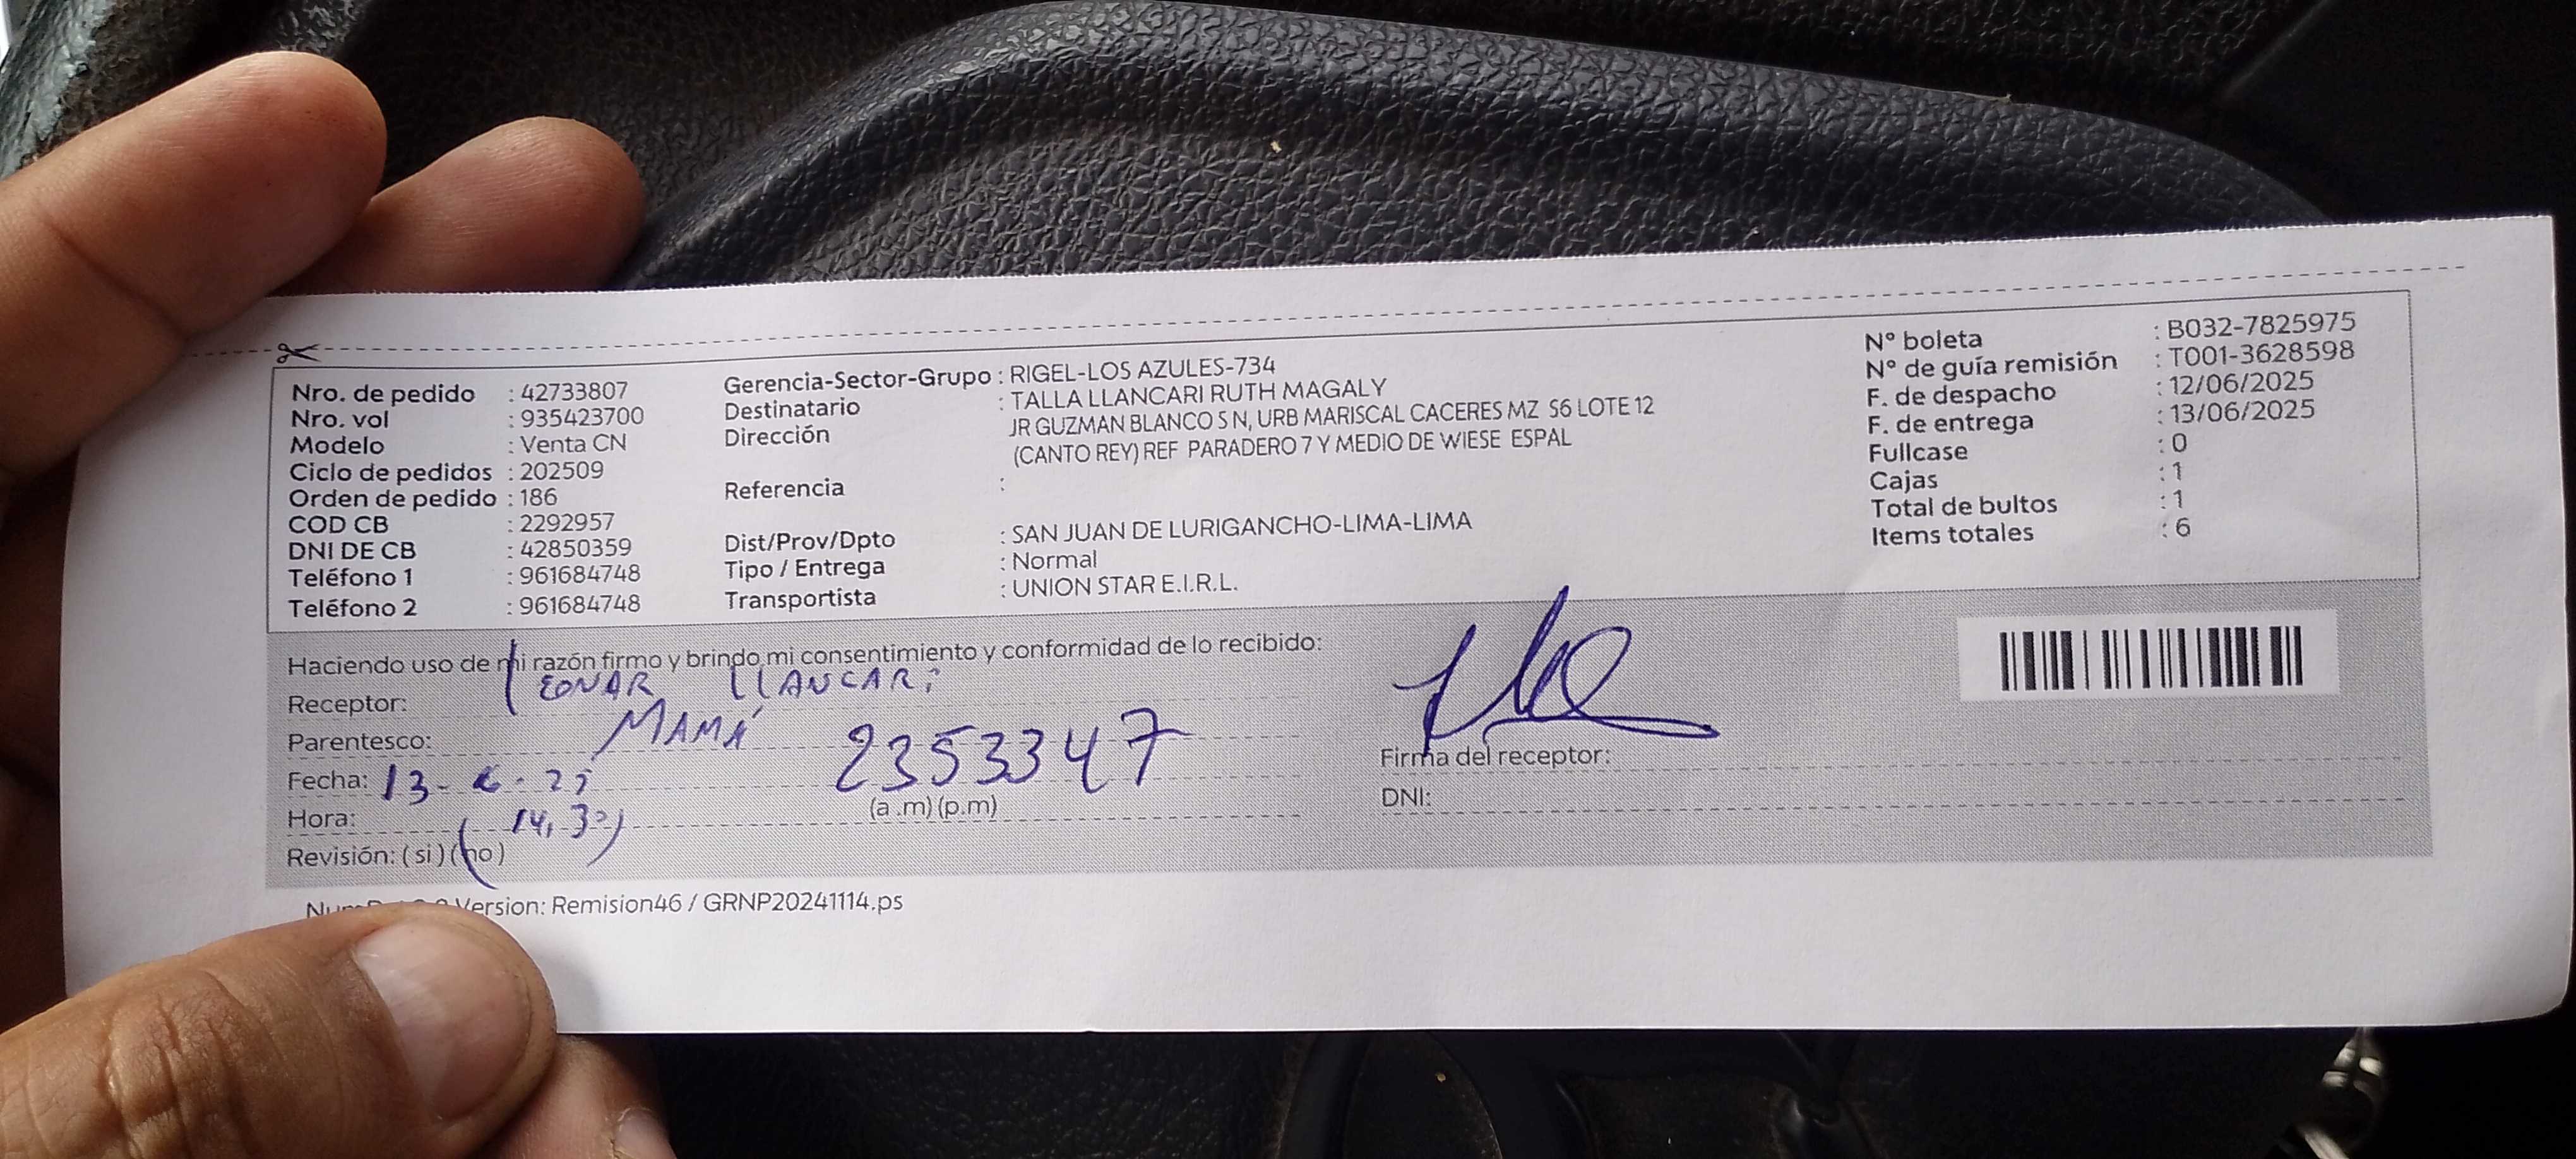 Nro. de pedido : 42733807
Nro. vol : 935423700
Modelo : Venta CN
Ciclo de pedidos : 202509
Orden de pedido : 186
COD CB : 2292957
DNI DE CB : 42850359
Teléfono 1 : 961684748
Teléfono 2 : 961684748
Gerencia-Sector-Grupo : RIGEL-LOS AZULES-734
Destinatario : TALLA LLANCARI RUTH MAGALY
Dirección JR GUZMAN BLANCO S N, URB MARISCAL CACERES MZ S6 LOTE 12
(CANTO REY) REF PARADERO 7 Y MEDIO DE WIESE ESPAL
Referencia :
Dist/Prov/Dpto : SAN JUAN DE LURIGANCHO-LIMA-LIMA
Tipo / Entrega : Normal
Transportista : UNION STAR E.I.R.L.
N° boleta : B032-7825975
N° de guía remisión : T001-3628598
F. de despacho : 12/06/2025
F. de entrega : 13/06/2025
Fullcase : 0
Cajas : 1
Total de bultos : 1
Items totales : 6
Haciendo uso de mi razón firmo y brindo mi consentimiento y conformidad de lo recibido:
Receptor: LLANCARi
Parentesco: MAMÁ
2353347
Fecha: 13-6-25
Hora: 14,30 (a .m) (p.m)
Revisión: ( si ) ( no )
Firma del receptor:
DNI:
Version: Remision46 / GRNP20241114.ps